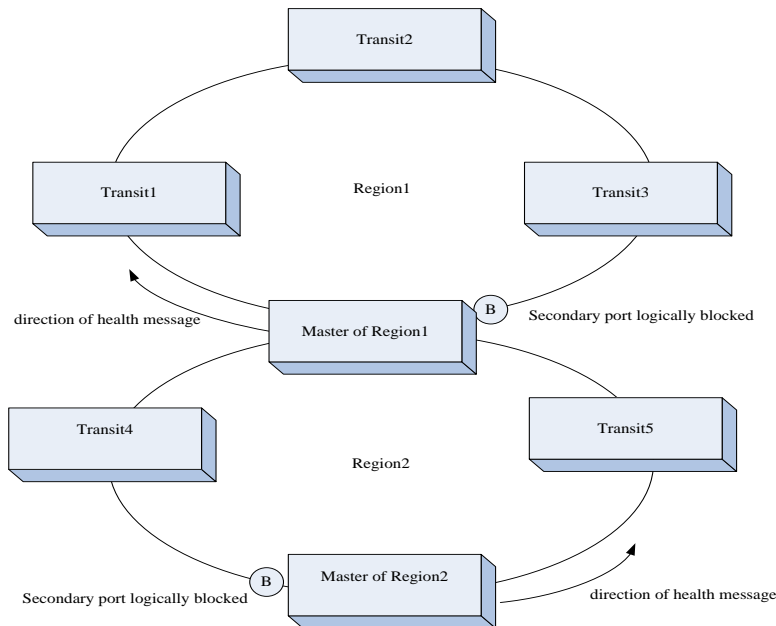 Transit2
Transit1
Region1
Transit3
B
direction of health message
Master of Region1
Secondary port logically blocked
Transit4
Transit5
Region2
B
Master of Region2
Secondary port logically blocked
direction of health message